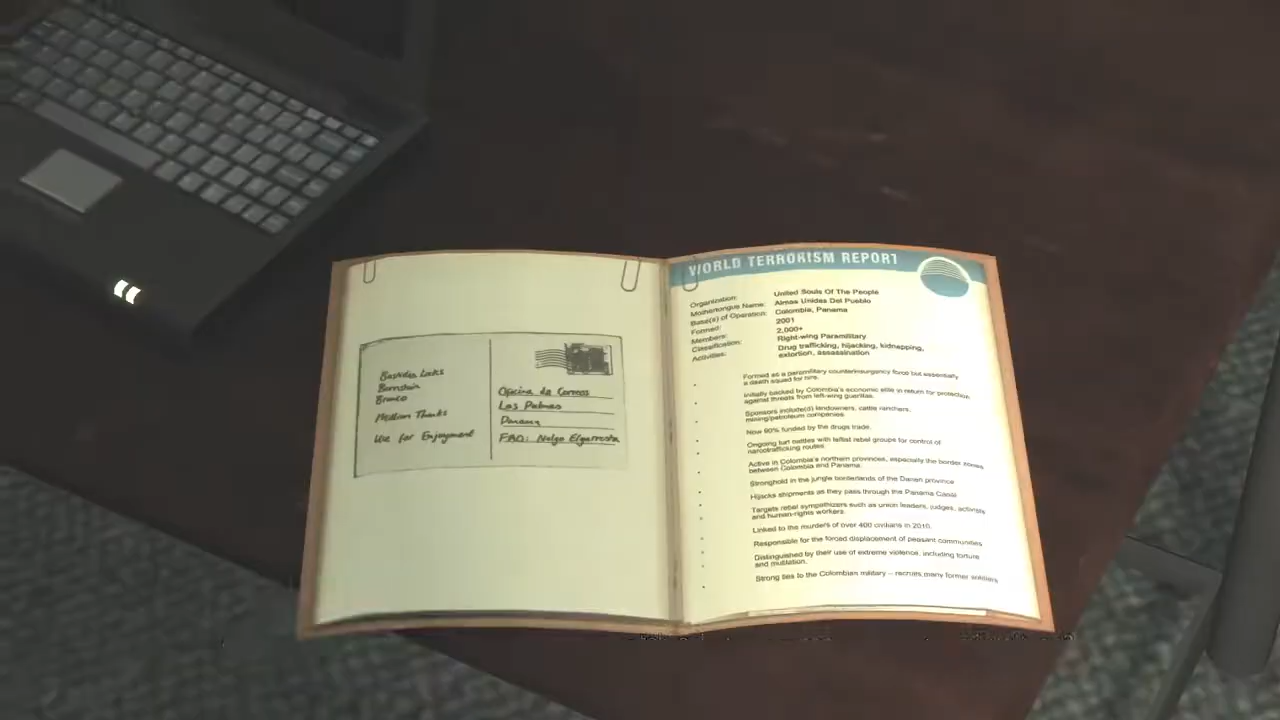 Besides Locks
Bernstein
Branco
Million Thanks
Use for Enjoyment
Oficina de Correos
Las Palmas
Panama
FAO: Nelgo Elgurresta
WORLD TERRORISM REPORT
Organization: United Souls Of The People
Mothertongue Name: Almas Unidas Del Pueblo
Base(s) of Operation: Colombia, Panama
Formed: 2001
Members: 2,000+
Classification: Right-wing Paramilitary
Activities: Drug trafficking, hijacking, kidnapping,
extortion, assassination
Formed as a paramilitary counterinsurgency force but essentially
a death squad for hire.
Initially backed by Colombia's economic elite in return for protection
against threats from left-wing guerillas.
Sponsors include(d) landowners, cattle ranchers,
mining/petroleum companies
Now 90% funded by the drugs trade.
Ongoing turf battles with leftist rebel groups for control of
narcotrafficking routes.
Active in Colombia's northern provinces, especially the border zones
between Colombia and Panama.
Stronghold in the jungle borderlands of the Darien province
Hijacks shipments as they pass through the Panama Canal
Targets rebel sympathizers such as union leaders, judges, activists
and human-rights workers.
Linked to the murders of over 400 civilians in 2010.
Responsible for the forced displacement of peasant communities
Distinguished by their use of extreme violence, including torture
and mutilation.
Strong ties to the Colombian military – recruits many former soldiers